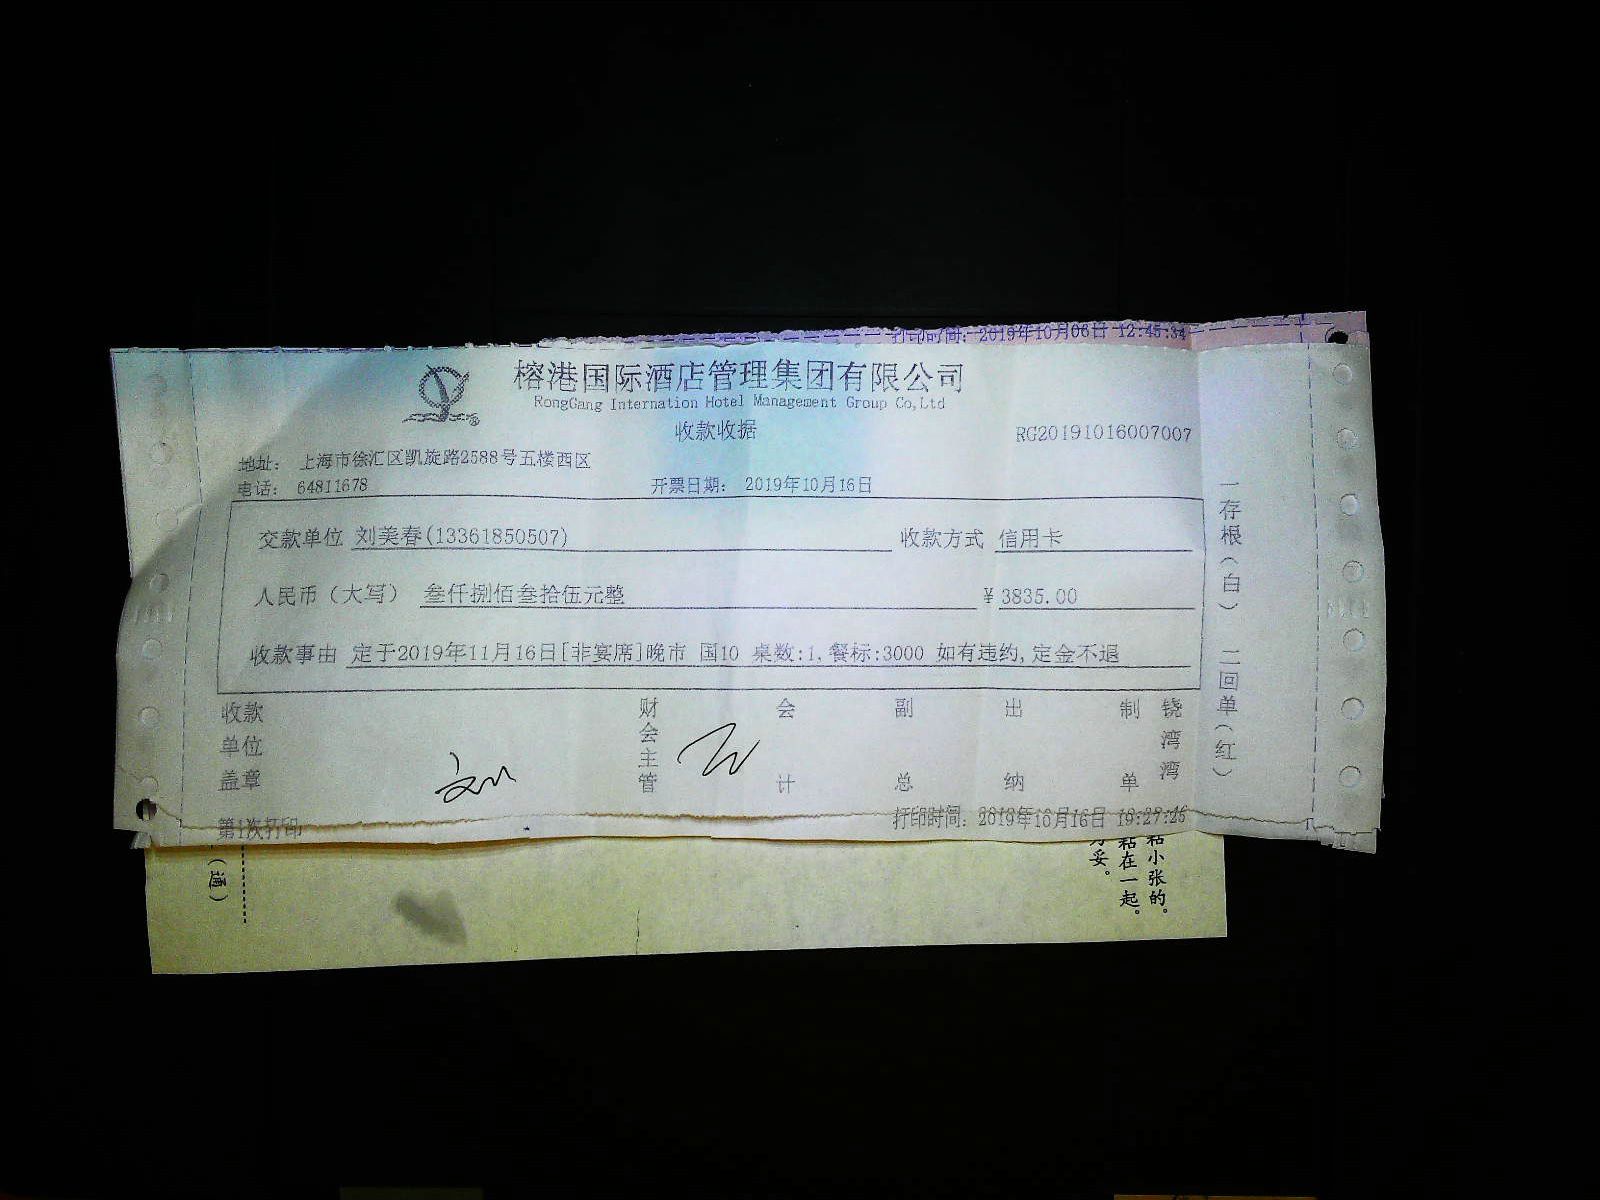 打印时间: 2019年10月06日 12:45:34
榕港国际酒店管理集团有限公司
RongGang Internation Hotel Management Group Co,Ltd
收款收据
RG20191016007007
地址: 上海市徐汇区凯旋路2588号五楼西区
电话: 64811678 开票日期: 2019年10月16日
交款单位 刘美春(13361850507) 收款方式 信用卡
人民币(大写) 叁仟捌佰叁拾伍元整 ¥3835.00
收款事由 定于2019年11月16日[非宴席]晚市 国10 桌数:1,餐标:3000 如有违约,定金不退
收款单位盖章
财会主管
会计
副总
出纳
制单
铙湾湾
一存根(白) 二回单(红)
第1次打印 打印时间: 2019年10月16日 19:27:25
(通)
粘小张的。
粘在一起。
方妥。